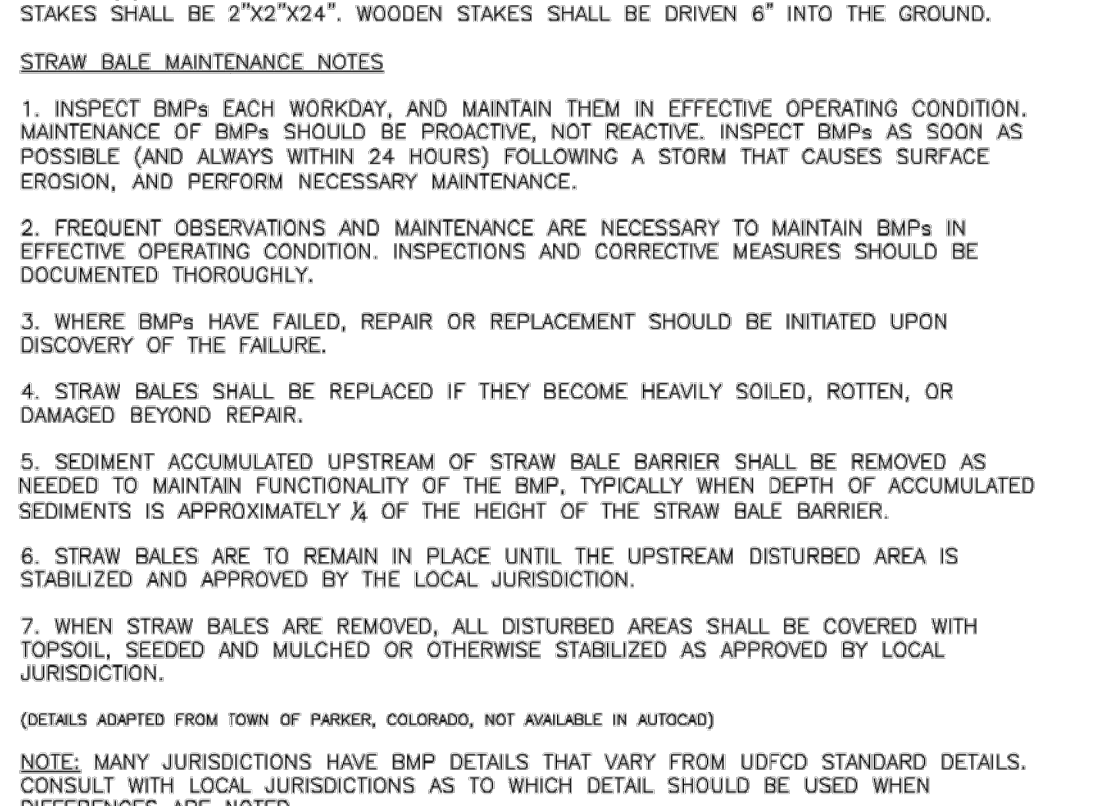 STAKES SHALL BE 2"X2"X24". WOODEN STAKES SHALL BE DRIVEN 6" INTO THE GROUND.
STRAW BALE MAINTENANCE NOTES
1. INSPECT BMPs EACH WORKDAY, AND MAINTAIN THEM IN EFFECTIVE OPERATING CONDITION.
MAINTENANCE OF BMPs SHOULD BE PROACTIVE, NOT REACTIVE. INSPECT BMPs AS SOON AS
POSSIBLE (AND ALWAYS WITHIN 24 HOURS) FOLLOWING A STORM THAT CAUSES SURFACE
EROSION, AND PERFORM NECESSARY MAINTENANCE.
2. FREQUENT OBSERVATIONS AND MAINTENANCE ARE NECESSARY TO MAINTAIN BMPs IN
EFFECTIVE OPERATING CONDITION. INSPECTIONS AND CORRECTIVE MEASURES SHOULD BE
DOCUMENTED THOROUGHLY.
3. WHERE BMPs HAVE FAILED, REPAIR OR REPLACEMENT SHOULD BE INITIATED UPON
DISCOVERY OF THE FAILURE.
4. STRAW BALES SHALL BE REPLACED IF THEY BECOME HEAVILY SOILED, ROTTEN, OR
DAMAGED BEYOND REPAIR.
5. SEDIMENT ACCUMULATED UPSTREAM OF STRAW BALE BARRIER SHALL BE REMOVED AS
NEEDED TO MAINTAIN FUNCTIONALITY OF THE BMP, TYPICALLY WHEN DEPTH OF ACCUMULATED
SEDIMENTS IS APPROXIMATELY ¼ OF THE HEIGHT OF THE STRAW BALE BARRIER.
6. STRAW BALES ARE TO REMAIN IN PLACE UNTIL THE UPSTREAM DISTURBED AREA IS
STABILIZED AND APPROVED BY THE LOCAL JURISDICTION.
7. WHEN STRAW BALES ARE REMOVED, ALL DISTURBED AREAS SHALL BE COVERED WITH
TOPSOIL, SEEDED AND MULCHED OR OTHERWISE STABILIZED AS APPROVED BY LOCAL
JURISDICTION.
(DETAILS ADAPTED FROM TOWN OF PARKER, COLORADO, NOT AVAILABLE IN AUTOCAD)
NOTE: MANY JURISDICTIONS HAVE BMP DETAILS THAT VARY FROM UDFCD STANDARD DETAILS.
CONSULT WITH LOCAL JURISDICTIONS AS TO WHICH DETAIL SHOULD BE USED WHEN
DIFFERENCES ARE NOTED.